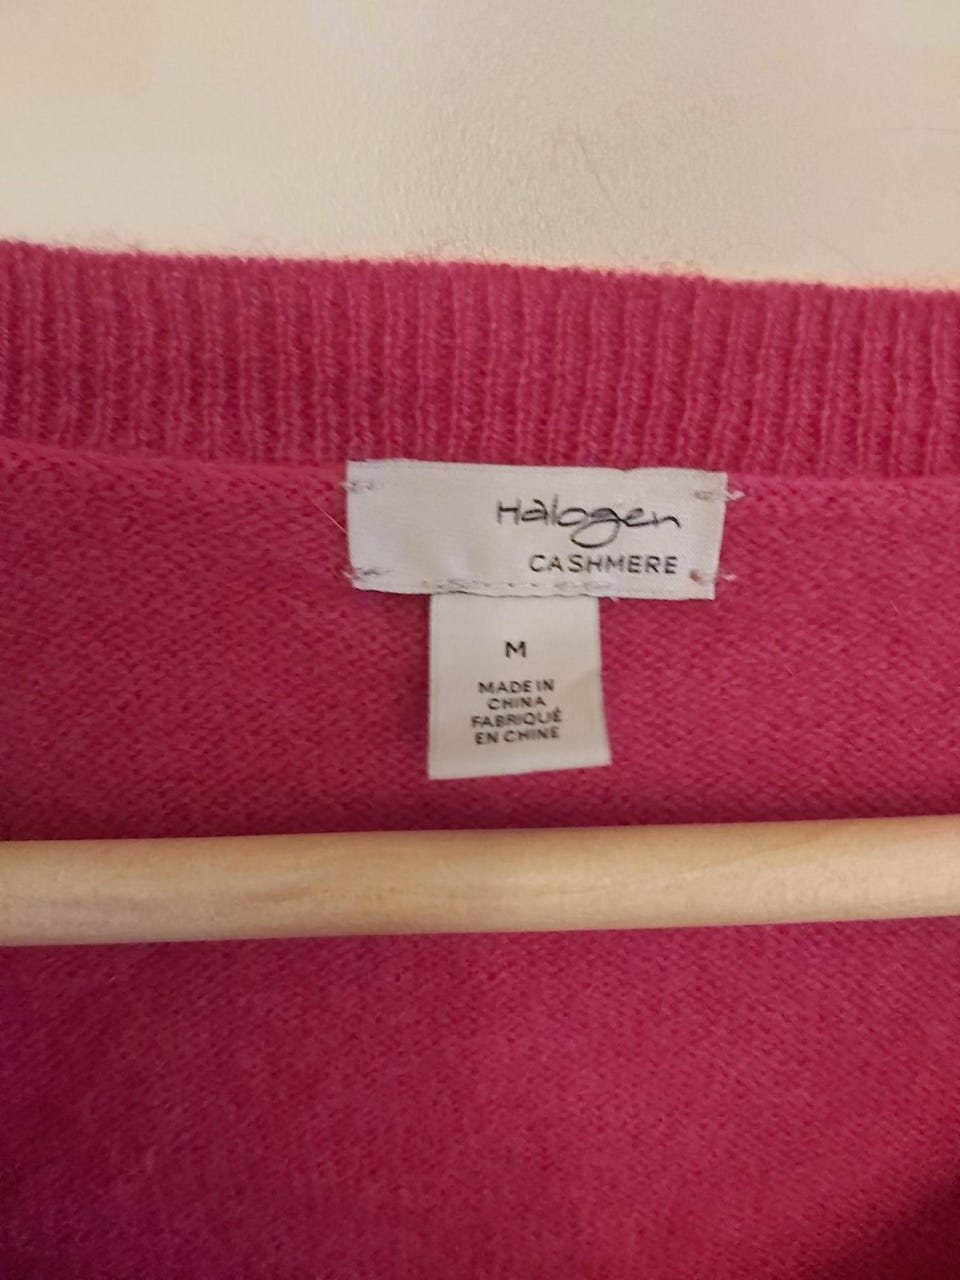 Halogen
CASHMERE
M
MADE IN
CHINA
FABRIQUÉ
EN CHINE